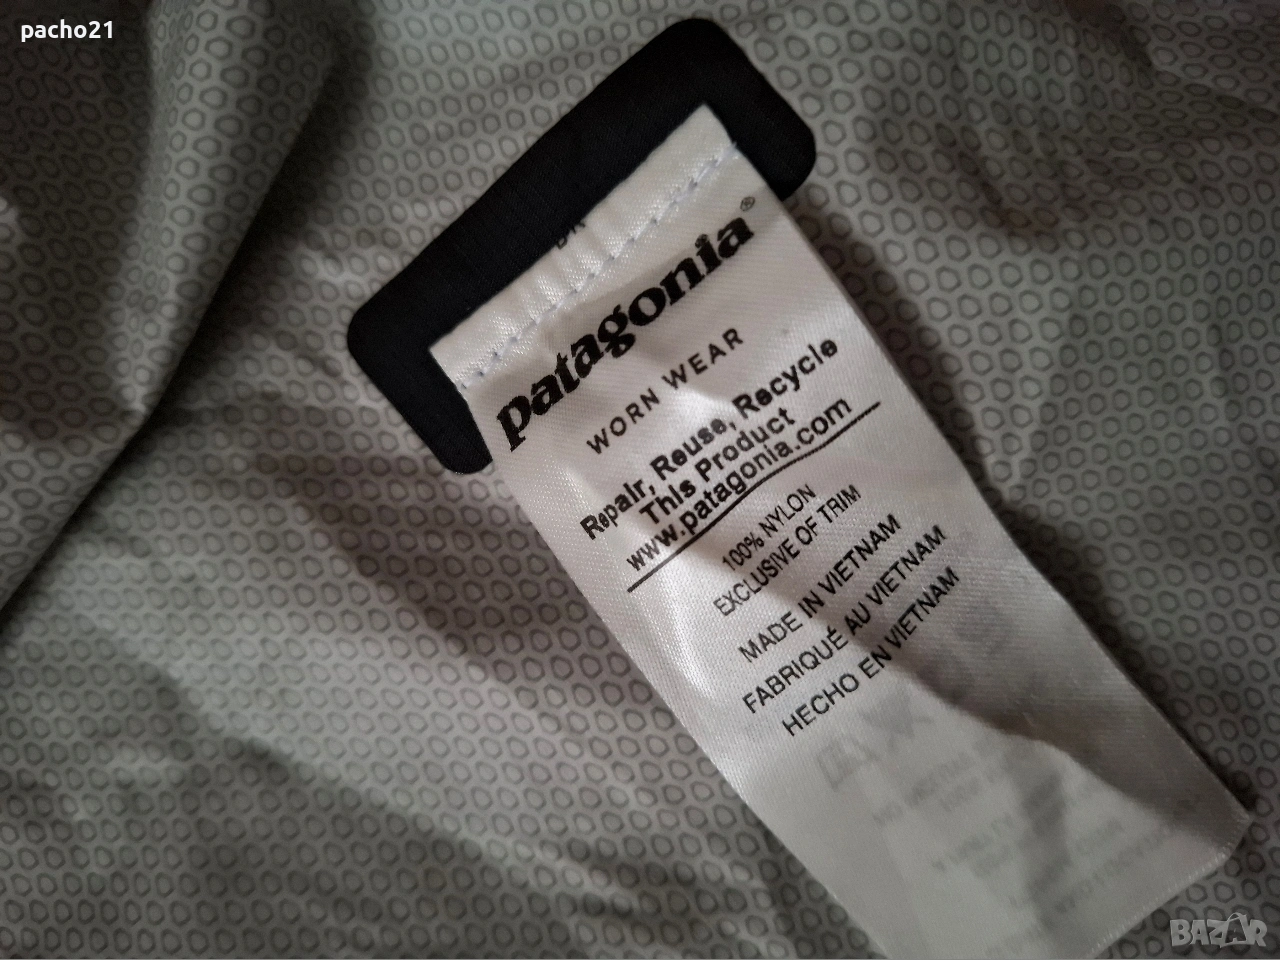 pacho21
patagonia®
WORN WEAR
Repair, Reuse, Recycle
This Product
www.patagonia.com
100% NYLON
EXCLUSIVE OF TRIM
MADE IN VIETNAM
FABRIQUÉ AU VIETNAM
HECHO EN VIETNAM
BAZAR